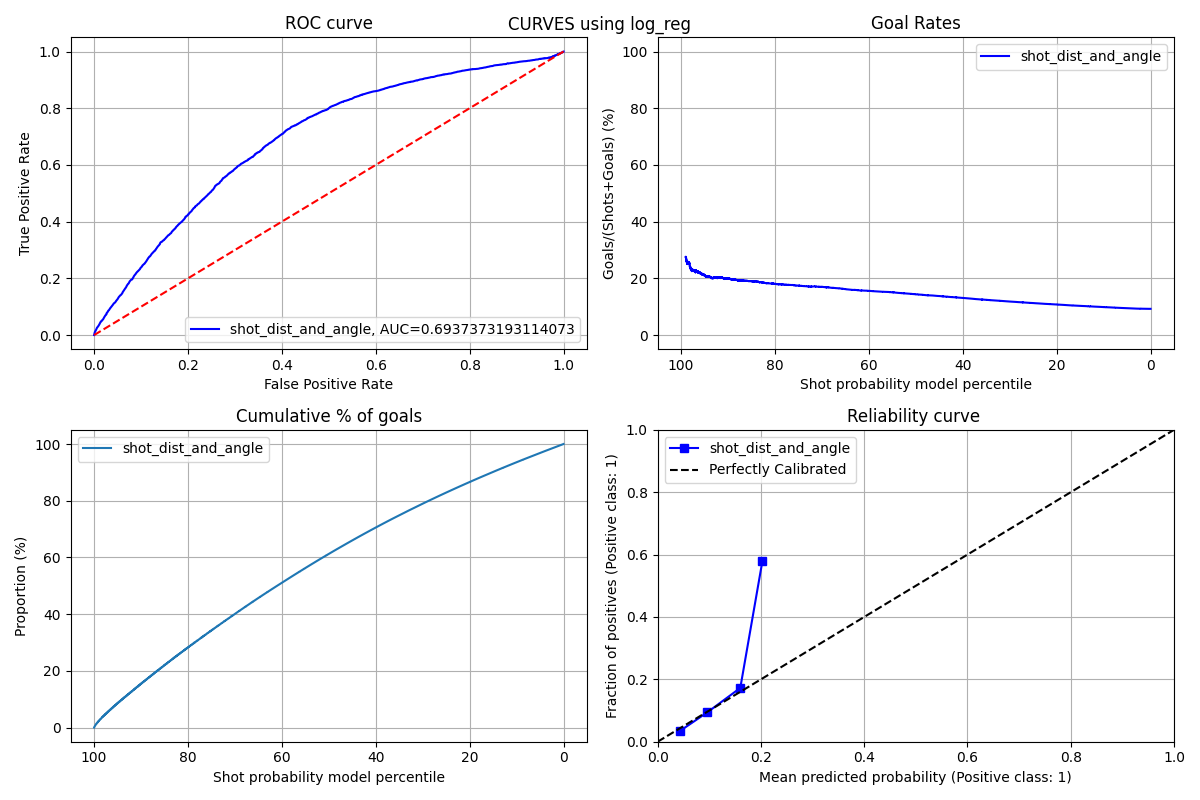 CURVES using log_reg
ROC curve
True Positive Rate
1.0
0.8
0.6
0.4
0.2
0.0
shot_dist_and_angle, AUC=0.6937373193114073
0.0 0.2 0.4 0.6 0.8 1.0
False Positive Rate
Goal Rates
Goals/(Shots+Goals) (%)
100
80
60
40
20
0
shot_dist_and_angle
100 80 60 40 20 0
Shot probability model percentile
Cumulative % of goals
Proportion (%)
100
80
60
40
20
0
shot_dist_and_angle
100 80 60 40 20 0
Shot probability model percentile
Reliability curve
Fraction of positives (Positive class: 1)
1.0
0.8
0.6
0.4
0.2
0.0
shot_dist_and_angle
Perfectly Calibrated
0.0 0.2 0.4 0.6 0.8 1.0
Mean predicted probability (Positive class: 1)